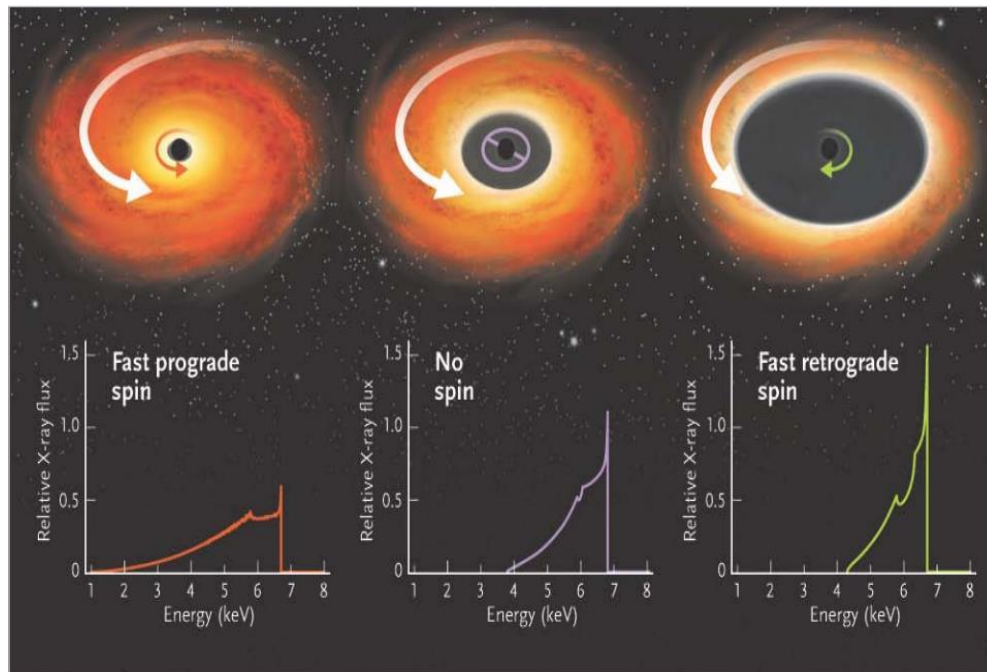 Fast prograde
spin
Relative X-ray flux
1.5
1.0
0.5
0
1 2 3 4 5 6 7 8
Energy (keV)
No
spin
Relative X-ray flux
1.5
1.0
0.5
0
1 2 3 4 5 6 7 8
Energy (keV)
Fast retrograde
spin
Relative X-ray flux
1.5
1.0
0.5
0
1 2 3 4 5 6 7 8
Energy (keV)